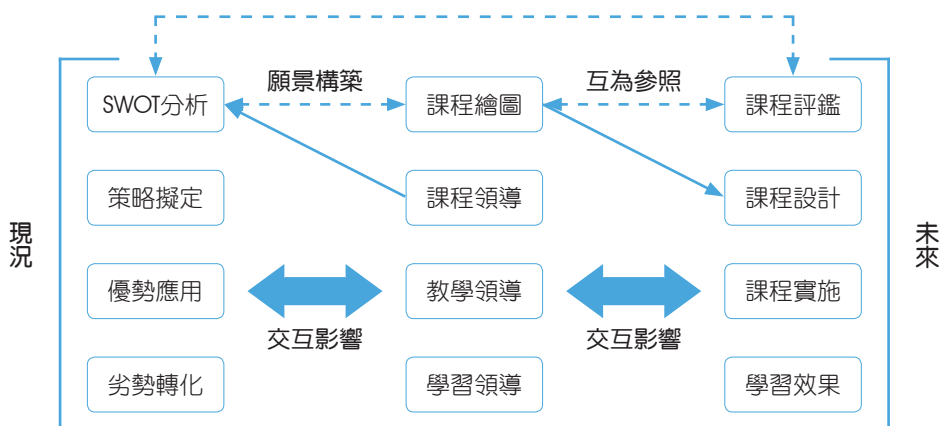 願景構築
互為參照
SWOT分析
課程繪圖
課程評鑑
策略擬定
課程領導
課程設計
現況
未來
優勢應用
教學領導
課程實施
交互影響
交互影響
劣勢轉化
學習領導
學習效果